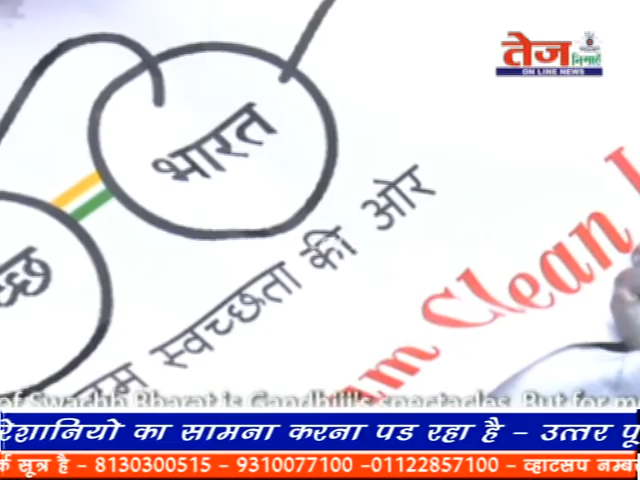 तेज
निगाहें
ON LINE NEWS
भारत
च्छ
स्वच्छता की ओर
am Clean I
of Swachh Bharat is Gandhiji's spectacles. But for m
रेशानियो का सामना करना पड रहा है - उत्तर पू
र्क सूत्र है - 8130300515 - 9310077100 -01122857100 - व्हाटसप नम्ब